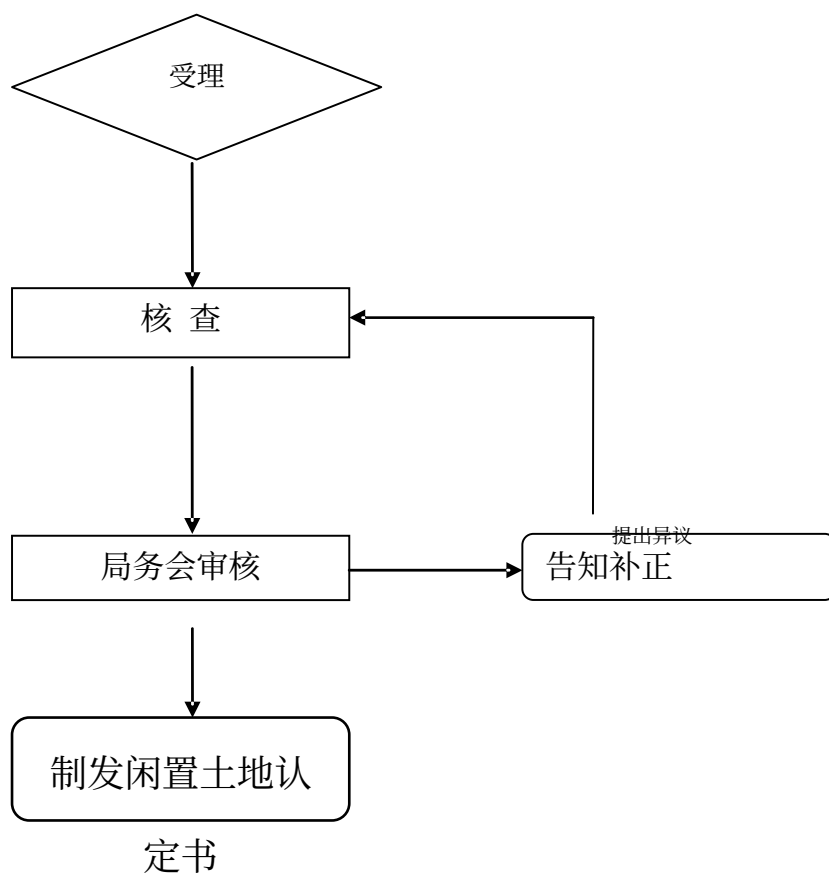 受理
核 查
提出异议
局务会审核
告知补正
制发闲置土地认
定书